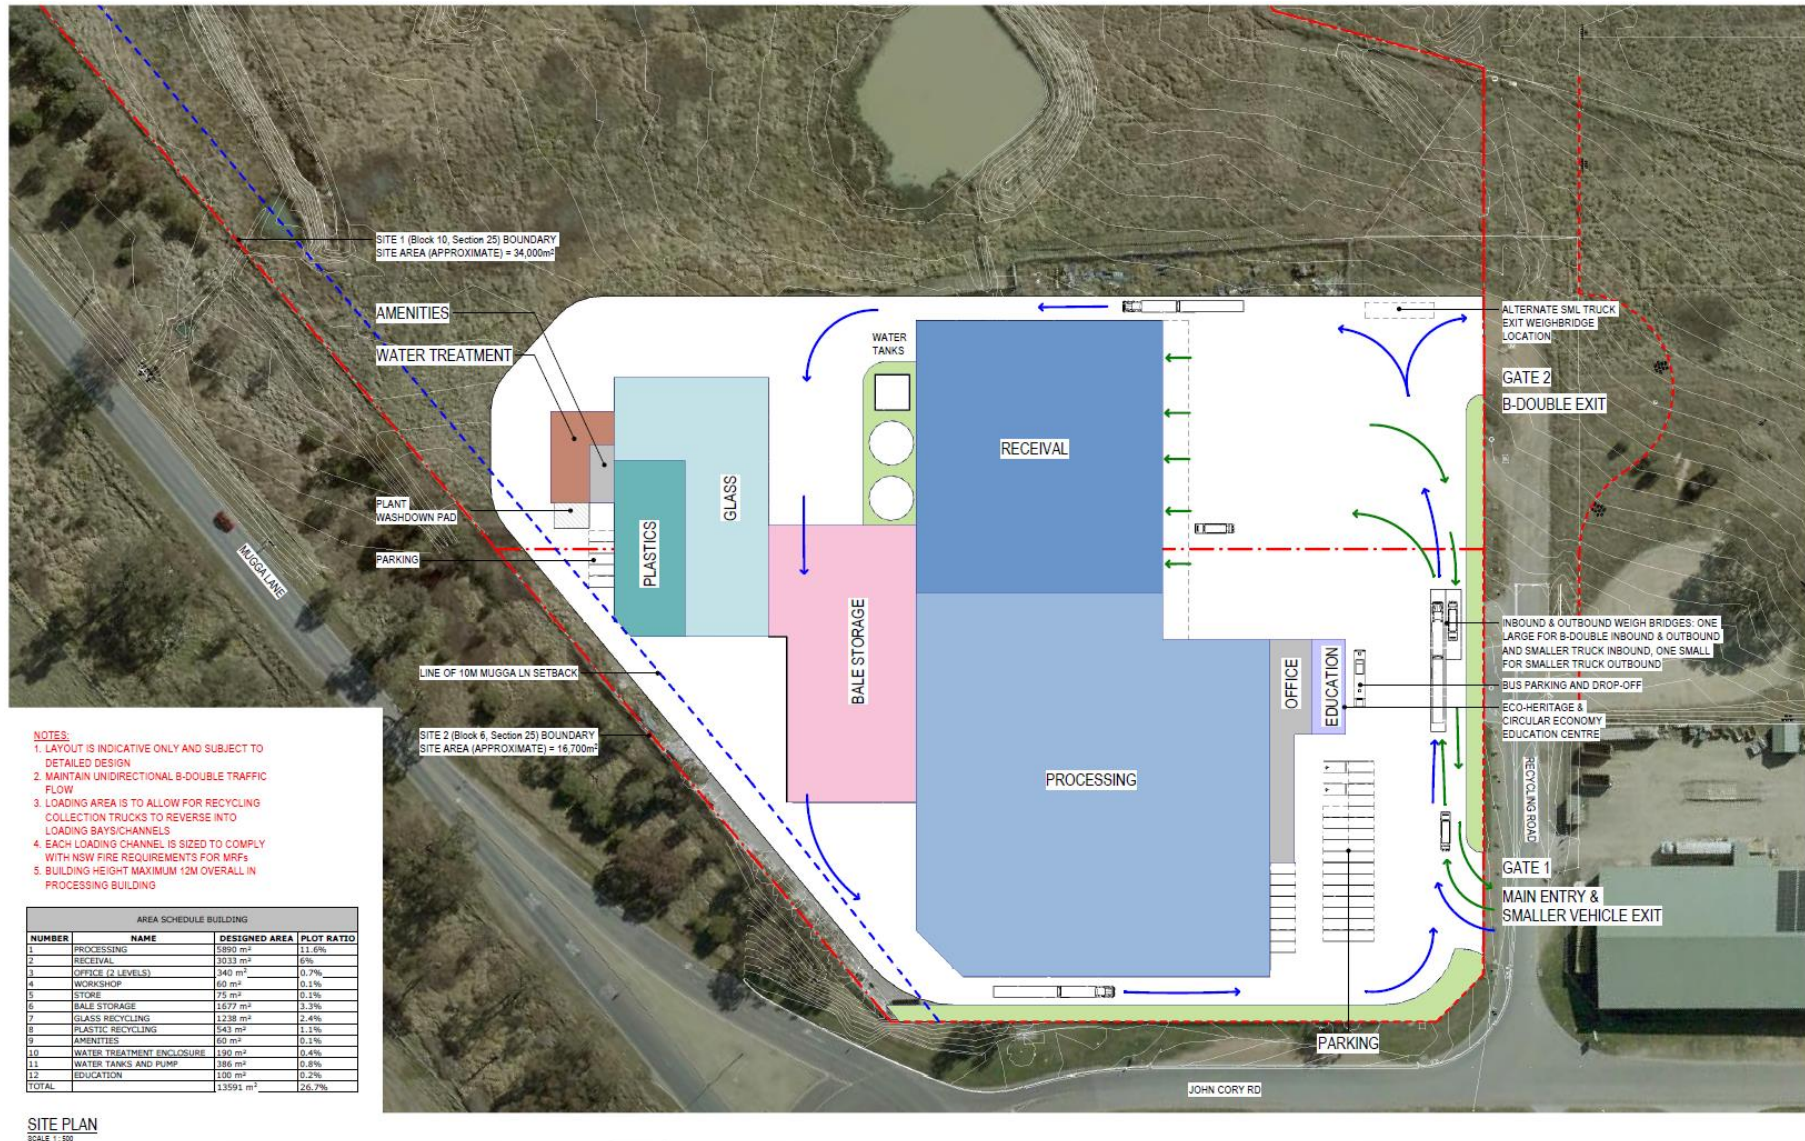 SITE 1 (Block 10, Section 25) BOUNDARY
SITE AREA (APPROXIMATE) = 34,000m²
AMENITIES
WATER TREATMENT
PLANT
WASHDOWN PAD
PARKING
MUGGA LANE
LINE OF 10M MUGGA LN SETBACK
SITE 2 (Block 6, Section 25) BOUNDARY
SITE AREA (APPROXIMATE) = 16,700m²
WATER
TANKS
RECEIVAL
GLASS
PLASTICS
BALE STORAGE
PROCESSING
OFFICE
EDUCATION
ALTERNATE SML TRUCK
EXIT WEIGHBRIDGE
LOCATION
GATE 2
B-DOUBLE EXIT
INBOUND & OUTBOUND WEIGH BRIDGES: ONE
LARGE FOR B-DOUBLE INBOUND & OUTBOUND
AND SMALLER TRUCK INBOUND, ONE SMALL
FOR SMALLER TRUCK OUTBOUND
BUS PARKING AND DROP-OFF
ECO-HERITAGE &
CIRCULAR ECONOMY
EDUCATION CENTRE
RECYCLING ROAD
GATE 1
MAIN ENTRY &
SMALLER VEHICLE EXIT
PARKING
JOHN CORY RD
NOTES:
1. LAYOUT IS INDICATIVE ONLY AND SUBJECT TO
DETAILED DESIGN
2. MAINTAIN UNIDIRECTIONAL B-DOUBLE TRAFFIC
FLOW
3. LOADING AREA IS TO ALLOW FOR RECYCLING
COLLECTION TRUCKS TO REVERSE INTO
LOADING BAYS/CHANNELS
4. EACH LOADING CHANNEL IS SIZED TO COMPLY
WITH NSW FIRE REQUIREMENTS FOR MRFs
5. BUILDING HEIGHT MAXIMUM 12M OVERALL IN
PROCESSING BUILDING
AREA SCHEDULE BUILDING
NUMBER NAME DESIGNED AREA PLOT RATIO
1 PROCESSING 5890 m² 11.6%
2 RECEIVAL 3033 m² 6%
3 OFFICE (2 LEVELS) 340 m² 0.7%
4 WORKSHOP 60 m² 0.1%
5 STORE 75 m² 0.1%
6 BALE STORAGE 1677 m² 3.3%
7 GLASS RECYCLING 1238 m² 2.4%
8 PLASTIC RECYCLING 543 m² 1.1%
9 AMENITIES 60 m² 0.1%
10 WATER TREATMENT ENCLOSURE 190 m² 0.4%
11 WATER TANKS AND PUMP 386 m² 0.8%
12 EDUCATION 100 m² 0.2%
TOTAL 13591 m² 26.7%
SITE PLAN
SCALE 1 : 500